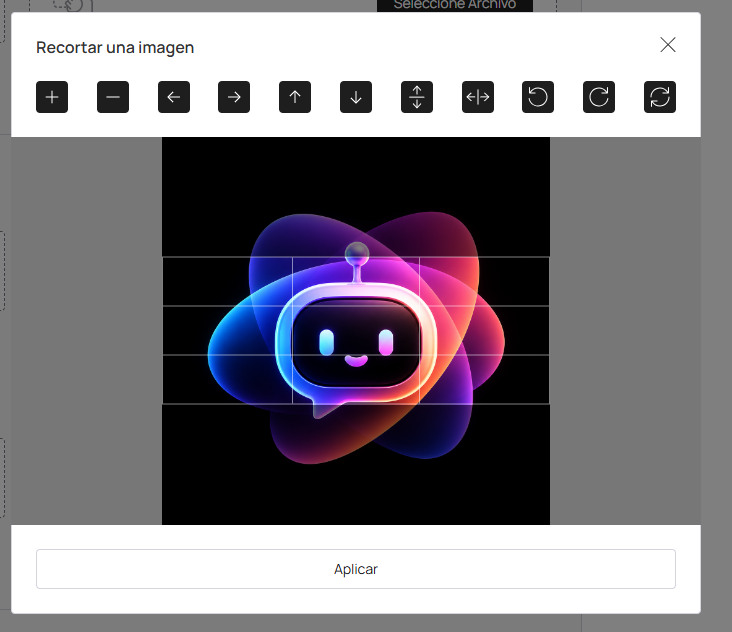 Seleccione Archivo
Recortar una imagen
Aplicar